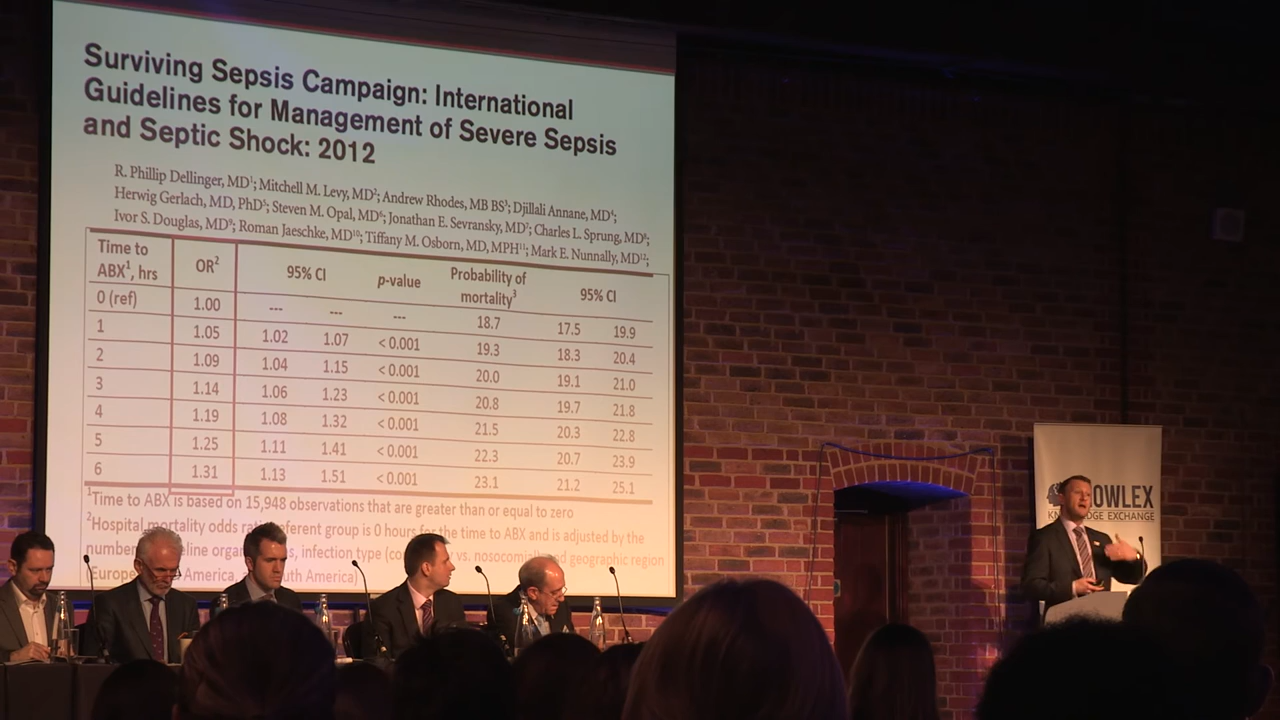 Surviving Sepsis Campaign: International
Guidelines for Management of Severe Sepsis
and Septic Shock: 2012
R. Phillip Dellinger, MD1; Mitchell M. Levy, MD2; Andrew Rhodes, MB BS3; Djillali Annane, MD4;
Herwig Gerlach, MD, PhD5; Steven M. Opal, MD6; Jonathan E. Sevransky, MD7; Charles L. Sprung, MD8;
Ivor S. Douglas, MD9; Roman Jaeschke, MD10; Tiffany M. Osborn, MD, MPH11; Mark E. Nunnally, MD12;
Time to ABX1, hrs OR2 95% CI p-value Probability of mortality3 95% CI
0 (ref) 1.00 --- --- --- 18.7 17.5 19.9
1 1.05 1.02 1.07 < 0.001 19.3 18.3 20.4
2 1.09 1.04 1.15 < 0.001 20.0 19.1 21.0
3 1.14 1.06 1.23 < 0.001 20.8 19.7 21.8
4 1.19 1.08 1.32 < 0.001 21.5 20.3 22.8
5 1.25 1.11 1.41 < 0.001 22.3 20.7 23.9
6 1.31 1.13 1.51 < 0.001 23.1 21.2 25.1
1Time to ABX is based on 15,948 observations that are greater than or equal to zero
2Hospital mortality odds referent group is 0 hours for the time to ABX and is adjusted by the
number infection type vs. nosocomial geographic region
(Europe America, South America)
OWLEX
KNOWLEDGE EXCHANGE